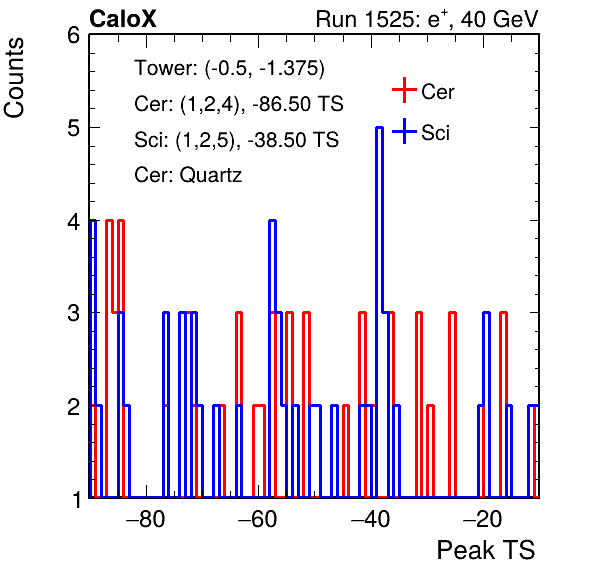 CaloX Run 1525: e+, 40 GeV
Counts
Tower: (-0.5, -1.375)
Cer: (1,2,4), -86.50 TS
Sci: (1,2,5), -38.50 TS
Cer: Quartz
Cer
Sci
6
5
4
3
2
1
−80 −60 −40 −20
Peak TS